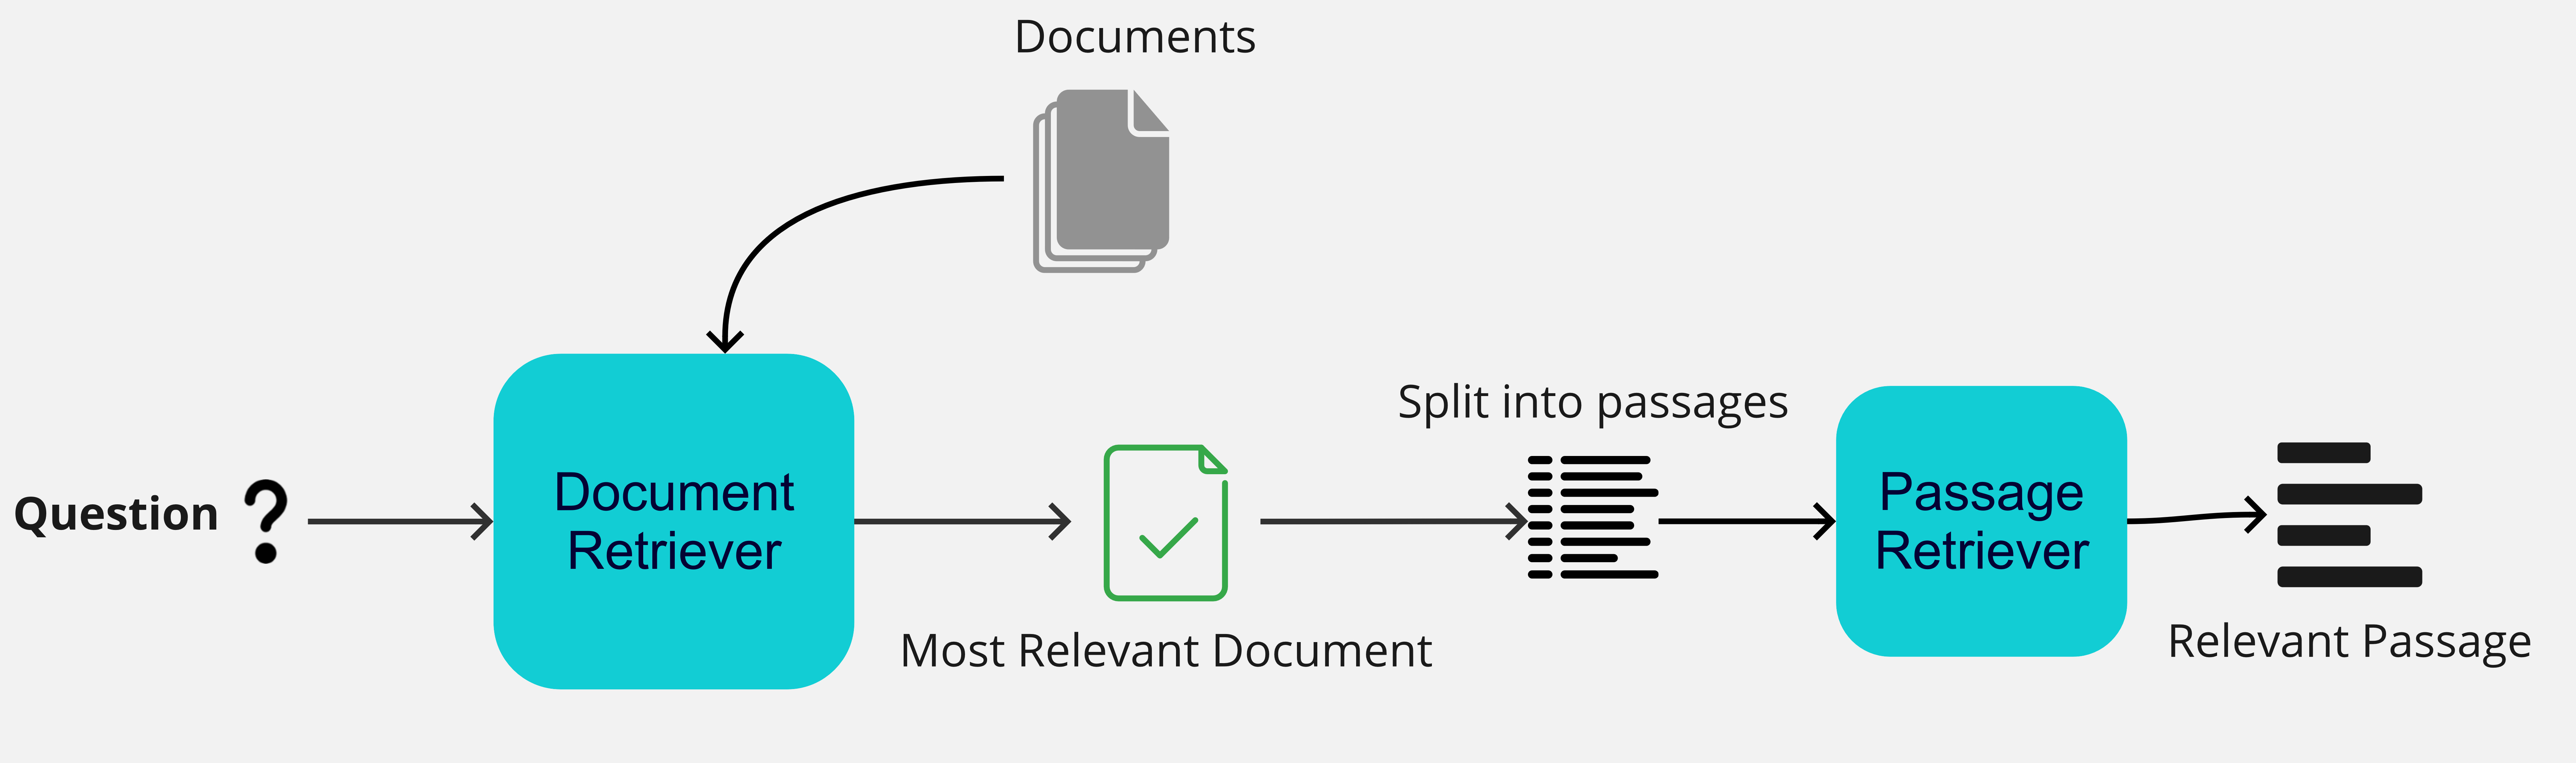 Documents
Question ?
Document
Retriever
Most Relevant Document
Split into passages
Passage
Retriever
Relevant Passage